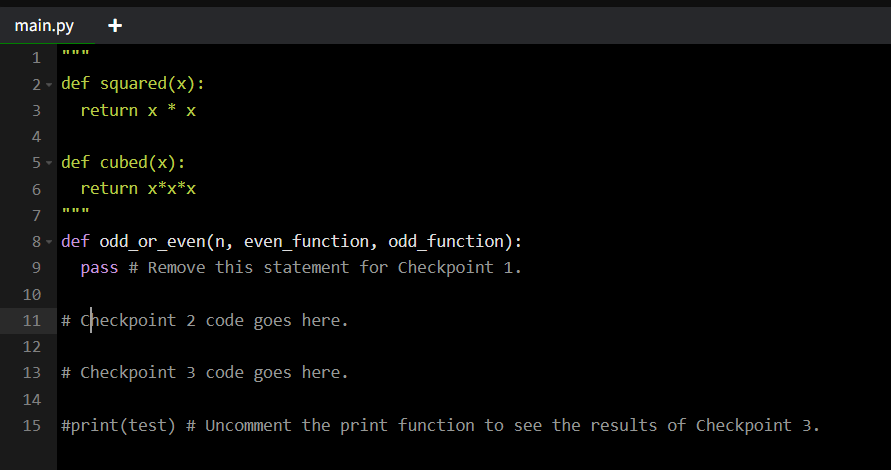 main.py +
1 """
2 def squared(x):
3 return x * x
4
5 def cubed(x):
6 return x*x*x
7 """
8 def odd_or_even(n, even_function, odd_function):
9 pass # Remove this statement for Checkpoint 1.
10
11 # Checkpoint 2 code goes here.
12
13 # Checkpoint 3 code goes here.
14
15 #print(test) # Uncomment the print function to see the results of Checkpoint 3.